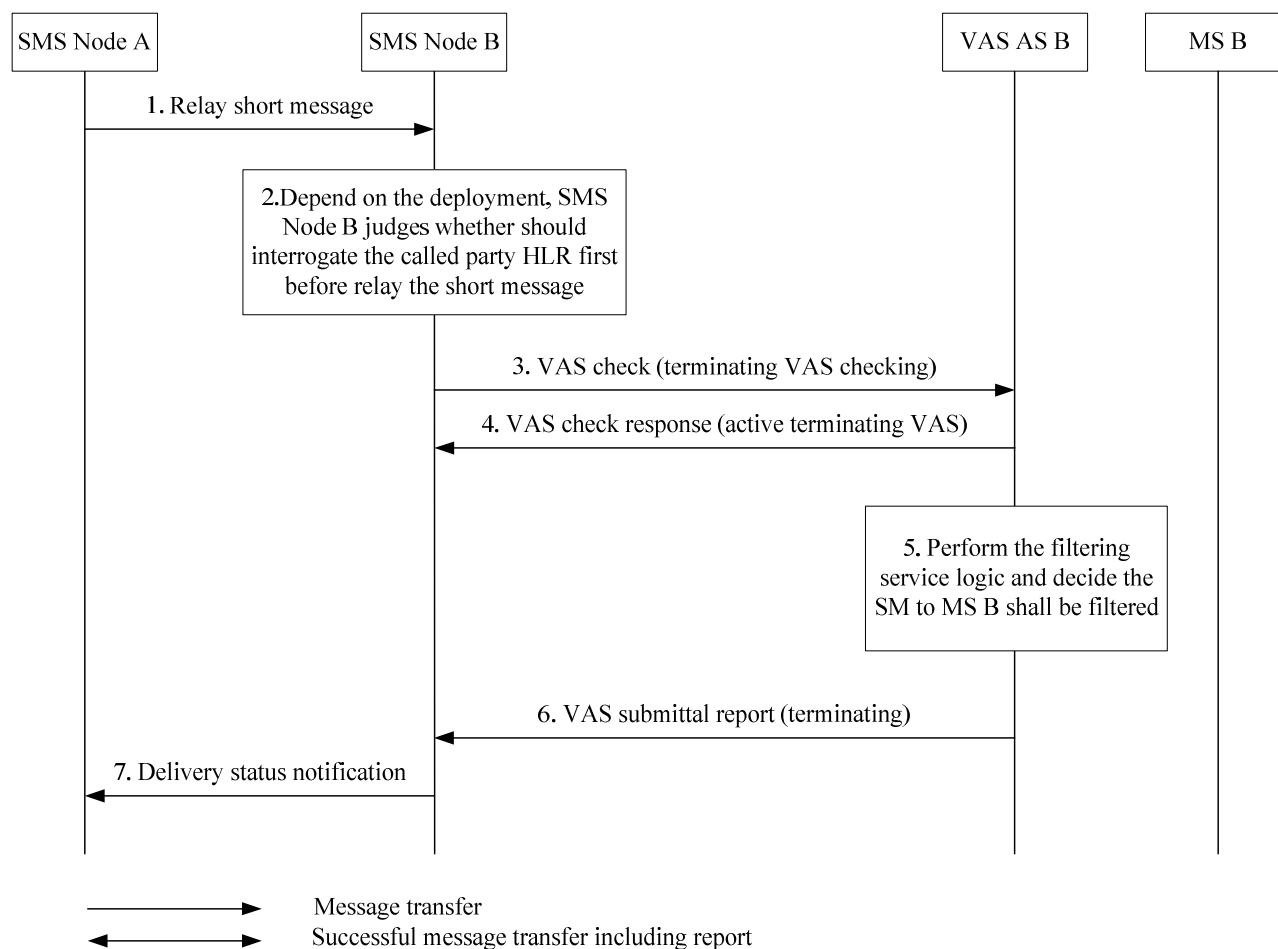 SMS Node A
SMS Node B
VAS AS B
MS B
1. Relay short message
2.Depend on the deployment, SMS
Node B judges whether should
interrogate the called party HLR first
before relay the short message
3. VAS check (terminating VAS checking)
4. VAS check response (active terminating VAS)
5. Perform the filtering
service logic and decide the
SM to MS B shall be filtered
6. VAS submittal report (terminating)
7. Delivery status notification
Message transfer
Successful message transfer including report